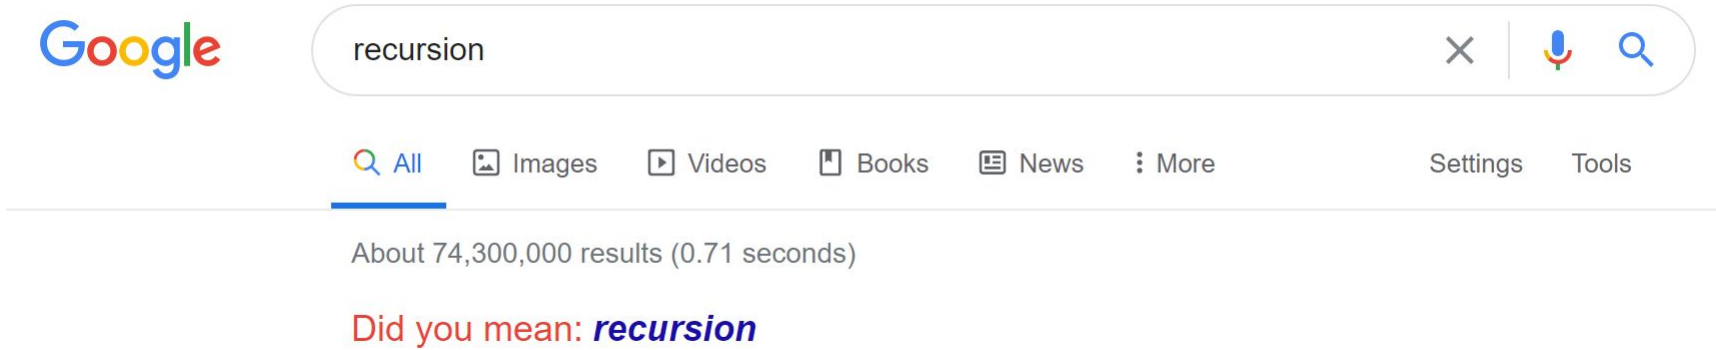 Google recursion
All Images Videos Books News More Settings Tools
About 74,300,000 results (0.71 seconds)
Did you mean: recursion